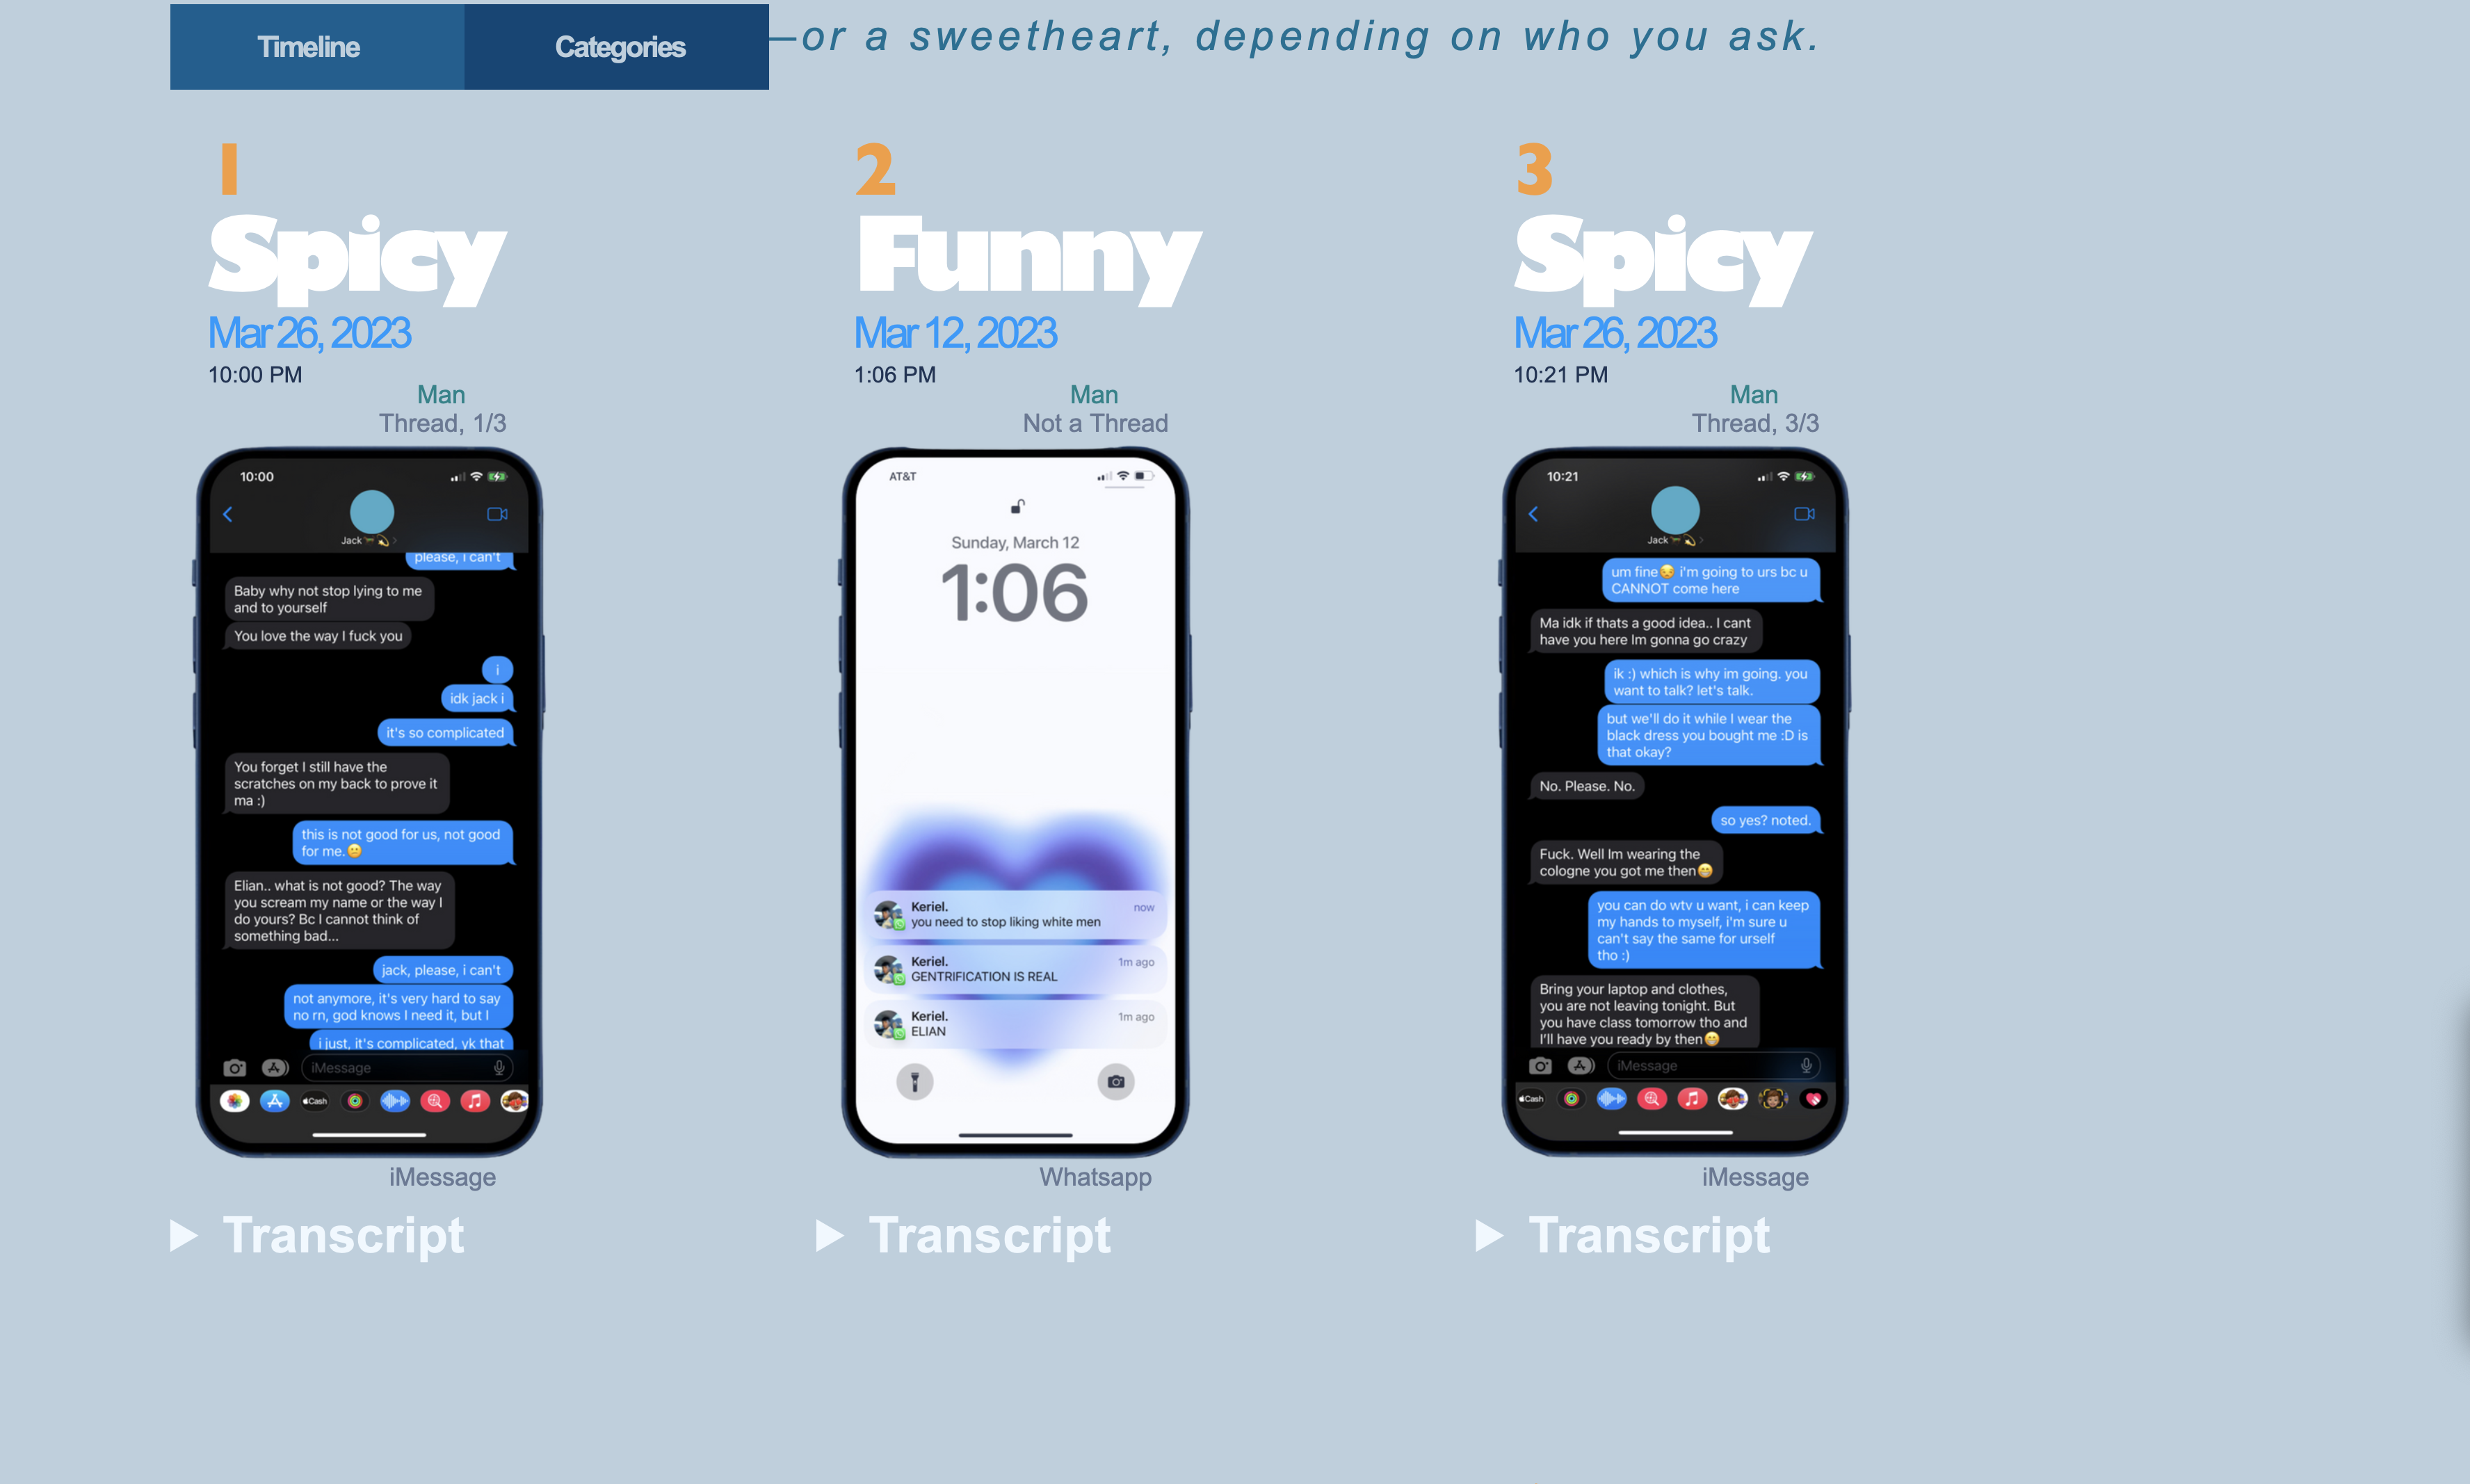 Timeline
Categories
—or a sweetheart, depending on who you ask.
1
Spicy
Mar 26, 2023
10:00 PM
Man
Thread, 1/3
10:00
Jack
please, i can't
Baby why not stop lying to me
and to yourself
You love the way I fuck you
i
idk jack i
it's so complicated
You forget I still have the
scratches on my back to prove it
ma :)
this is not good for us, not good
for me.😕
Elian.. what is not good? The way
you scream my name or the way I
do yours? Bc I cannot think of
something bad...
jack, please, i can't
not anymore, it's very hard to say
no rn, god knows I need it, but I
i just, it's complicated, yk that
iMessage
Cash
iMessage
Transcript
2
Funny
Mar 12, 2023
1:06 PM
Man
Not a Thread
AT&T
Sunday, March 12
1:06
Keriel.
now
you need to stop liking white men
Keriel.
1m ago
GENTRIFICATION IS REAL
Keriel.
1m ago
ELIAN
Whatsapp
Transcript
3
Spicy
Mar 26, 2023
10:21 PM
Man
Thread, 3/3
10:21
Jack
um fine😔 i'm going to urs bc u
CANNOT come here
Ma idk if thats a good idea.. I cant
have you here Im gonna go crazy
ik :) which is why im going. you
want to talk? let's talk.
but we'll do it while I wear the
black dress you bought me :D is
that okay?
No. Please. No.
so yes? noted.
Fuck. Well Im wearing the
cologne you got me then😁
you can do wtv u want, i can keep
my hands to myself, i'm sure u
can't say the same for urself
tho :)
Bring your laptop and clothes,
you are not leaving tonight. But
you have class tomorrow tho and
I'll have you ready by then😁
iMessage
Cash
iMessage
Transcript